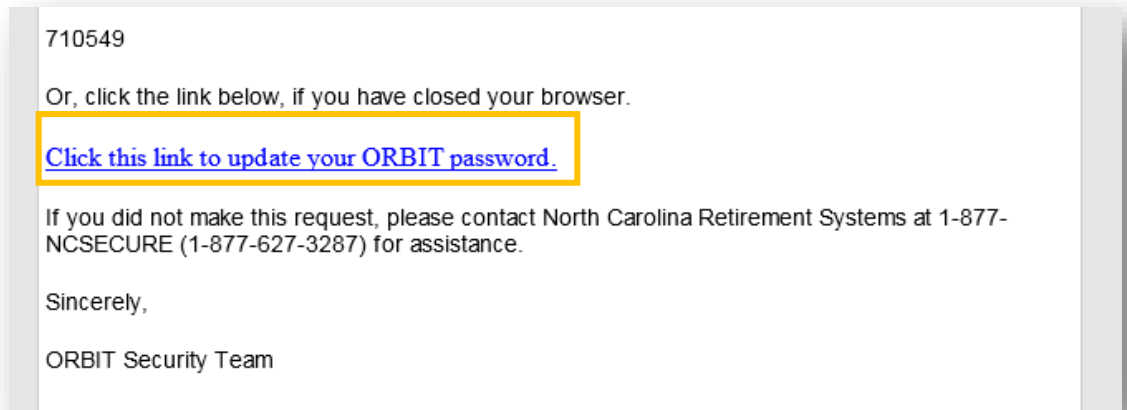 710549
Or, click the link below, if you have closed your browser.
Click this link to update your ORBIT password.
If you did not make this request, please contact North Carolina Retirement Systems at 1-877-
NCSECURE (1-877-627-3287) for assistance.
Sincerely,
ORBIT Security Team